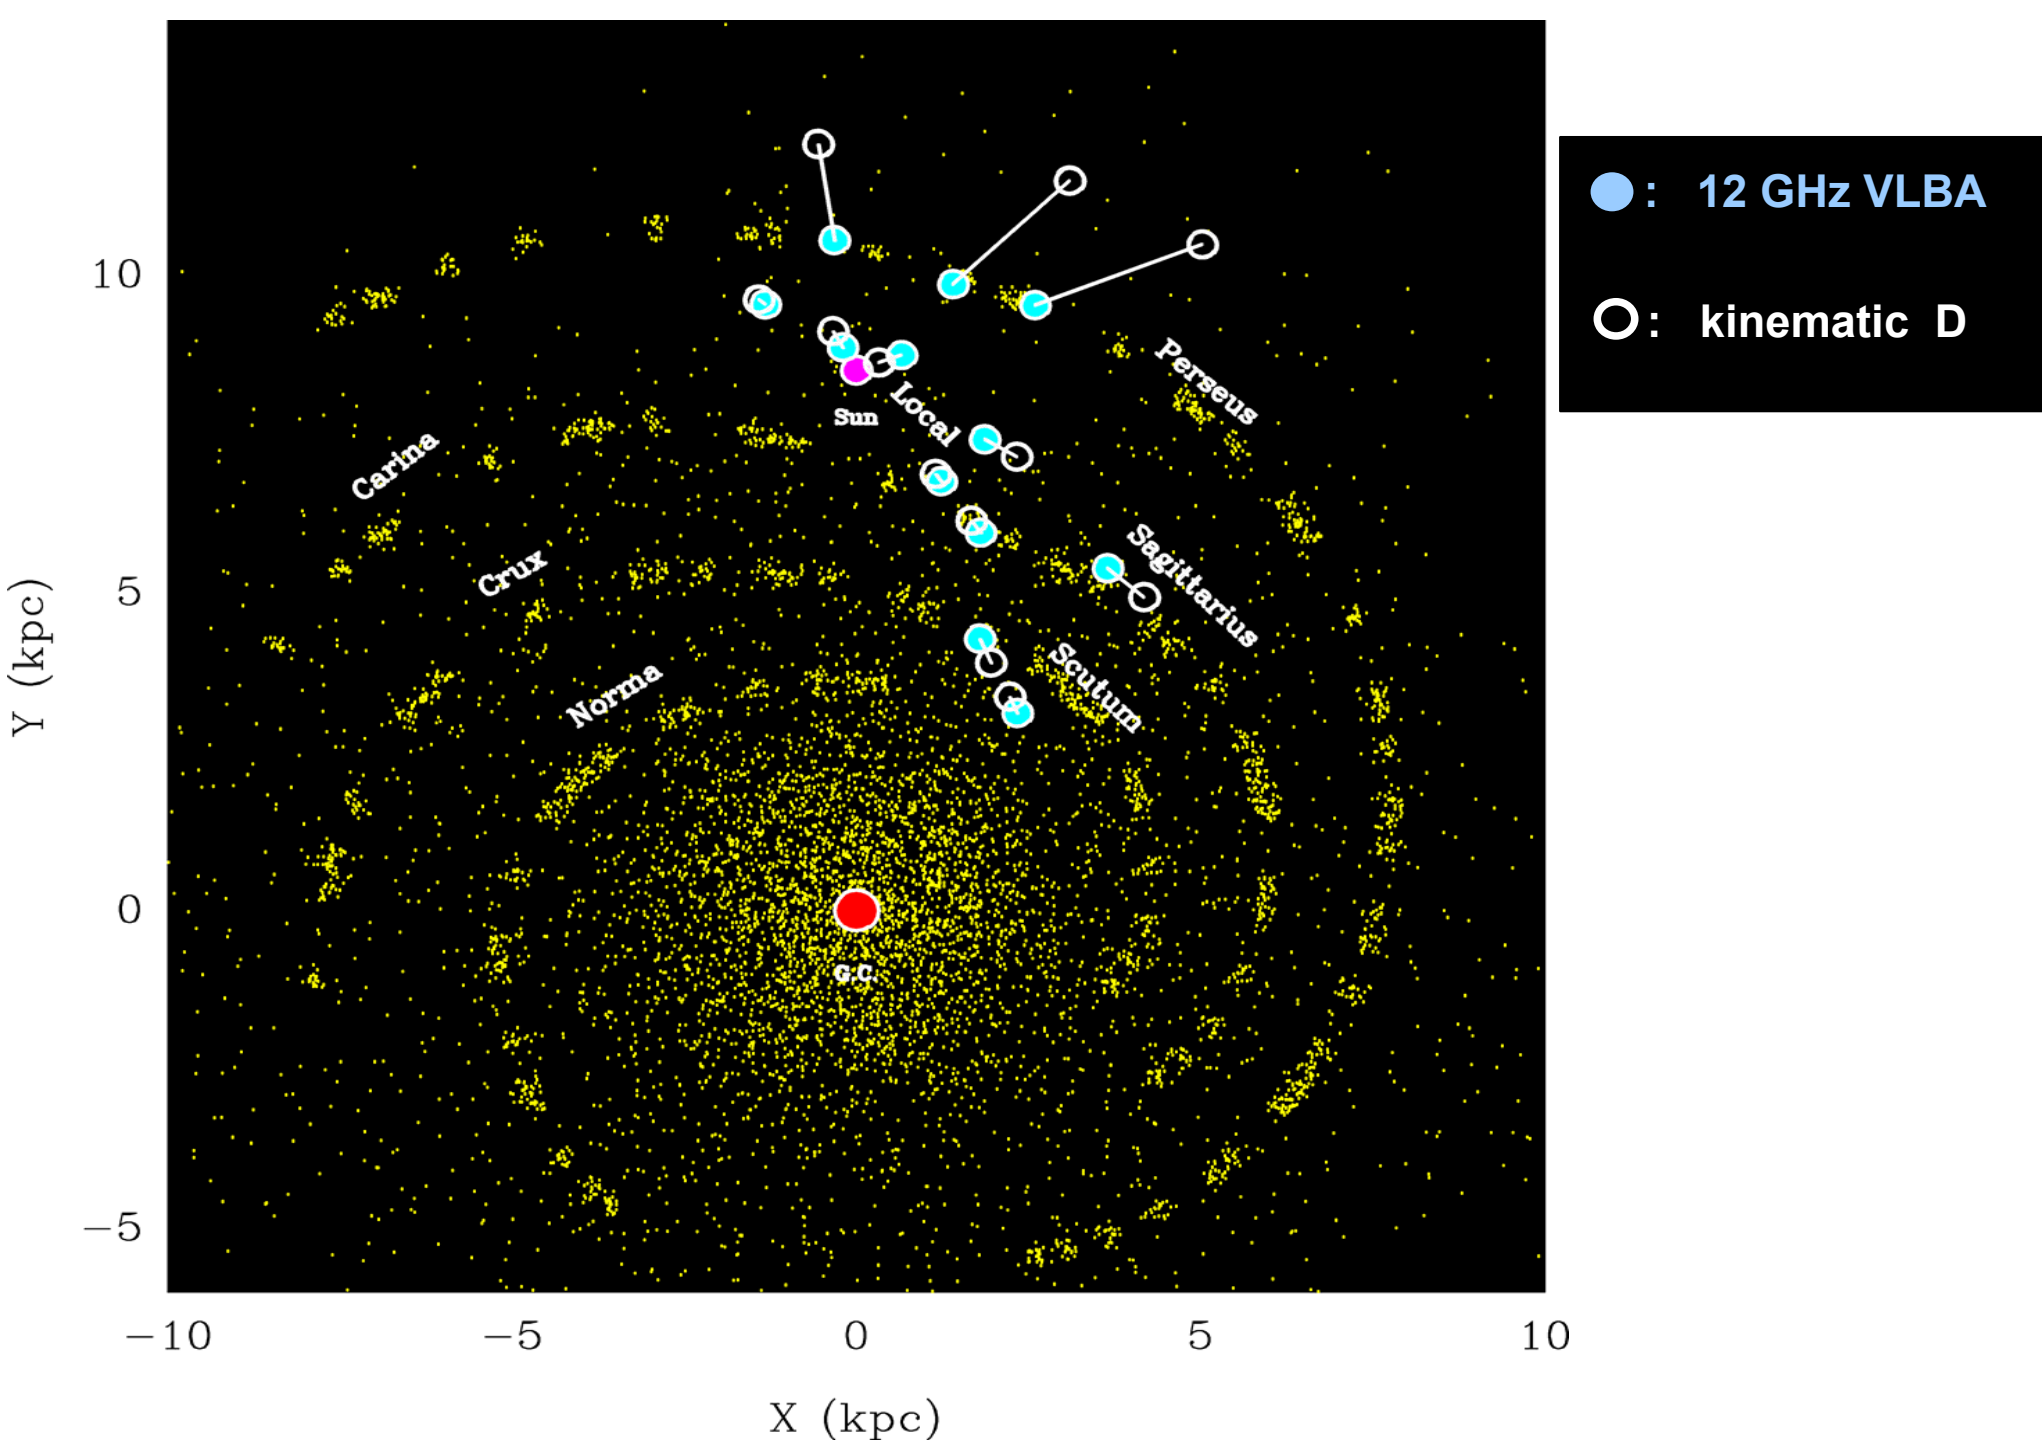 : 12 GHz VLBA
: kinematic D
10
5
0
−5
Y (kpc)
Perseus
Local
Sun
Carina
Crux
Sagittarius
Scutum
Norma
G.C.
−10
−5
0
5
10
X (kpc)